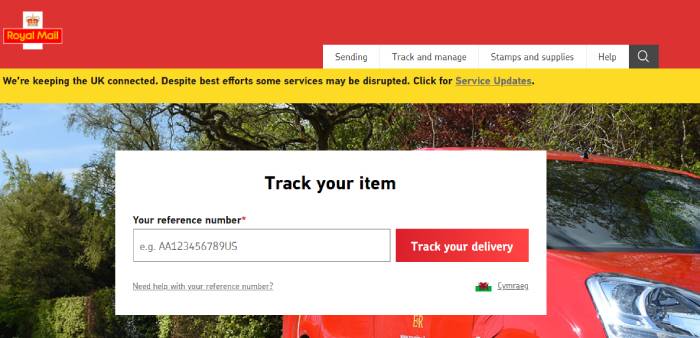 Royal Mail
Sending
Track and manage
Stamps and supplies
Help
We're keeping the UK connected. Despite best efforts some services may be disrupted. Click for Service Updates.
Track your item
Your reference number*
e.g. AA123456789US
Track your delivery
Need help with your reference number?
Cymraeg